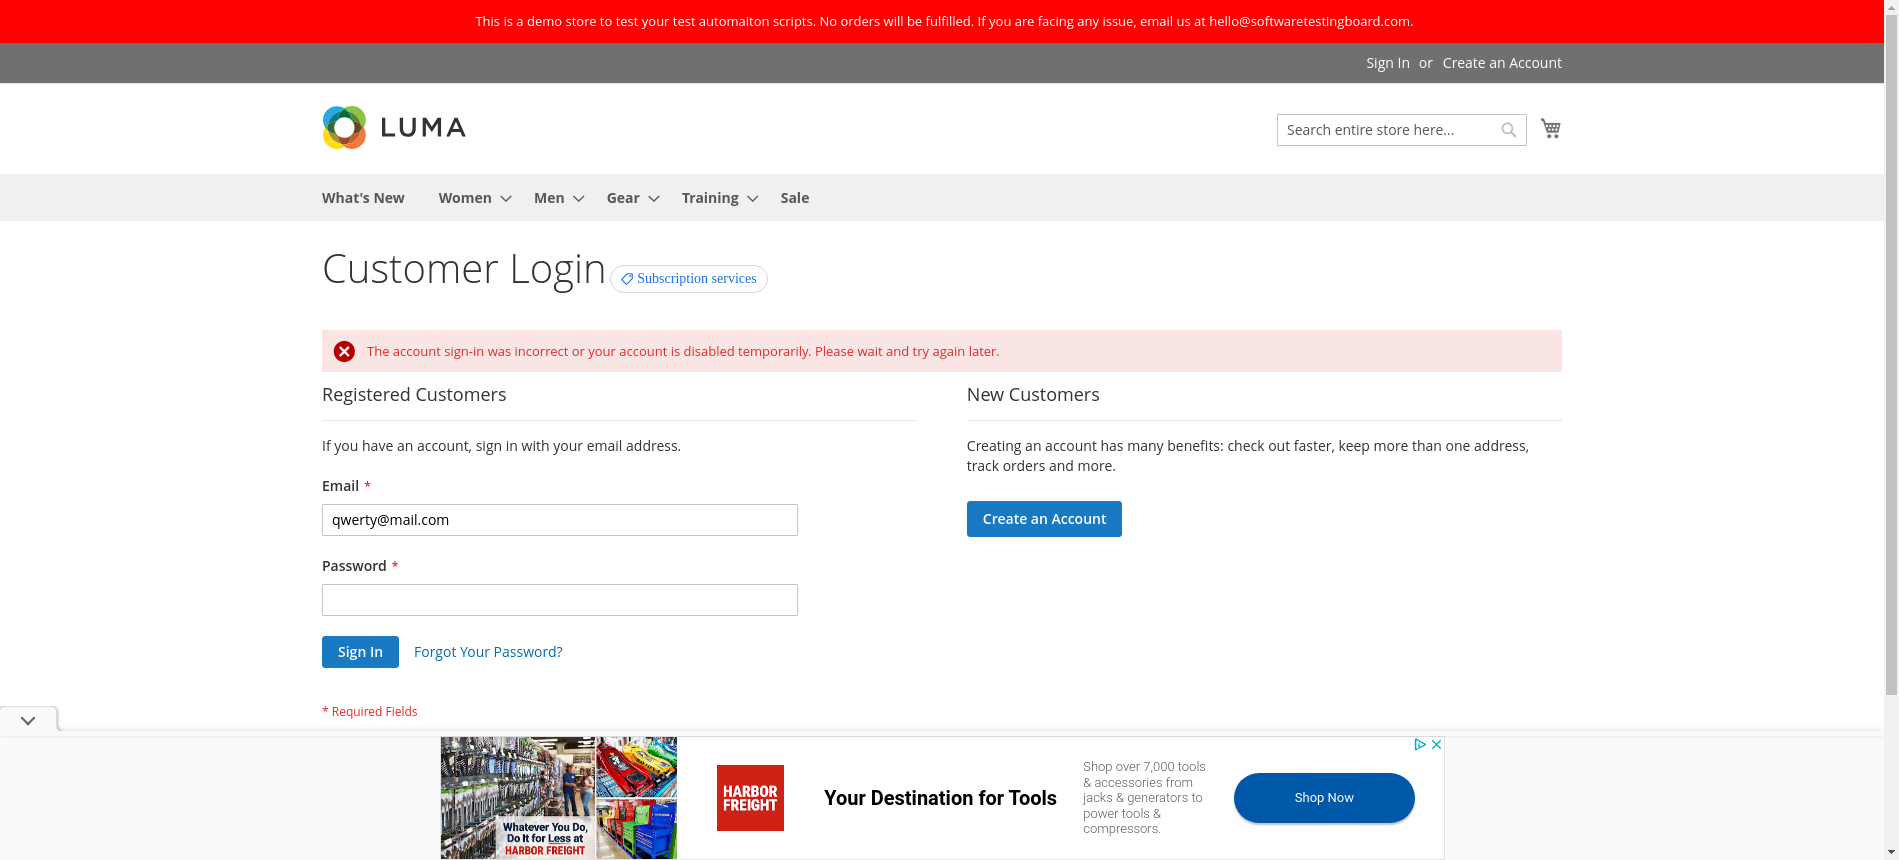 This is a demo store to test your test automaiton scripts. No orders will be fulfilled. If you are facing any issue, email us at hello@softwaretestingboard.com.
Sign In or Create an Account
LUMA
Search entire store here...
What's New Women Men Gear Training Sale
Customer Login
Subscription services
The account sign-in was incorrect or your account is disabled temporarily. Please wait and try again later.
Registered Customers
If you have an account, sign in with your email address.
Email *
qwerty@mail.com
Password *
Sign In Forgot Your Password?
* Required Fields
New Customers
Creating an account has many benefits: check out faster, keep more than one address,
track orders and more.
Create an Account
Whatever You Do,
Do It for Less at
HARBOR FREIGHT
HARBOR
FREIGHT
Your Destination for Tools
Shop over 7,000 tools
& accessories from
jacks & generators to
power tools &
compressors.
Shop Now